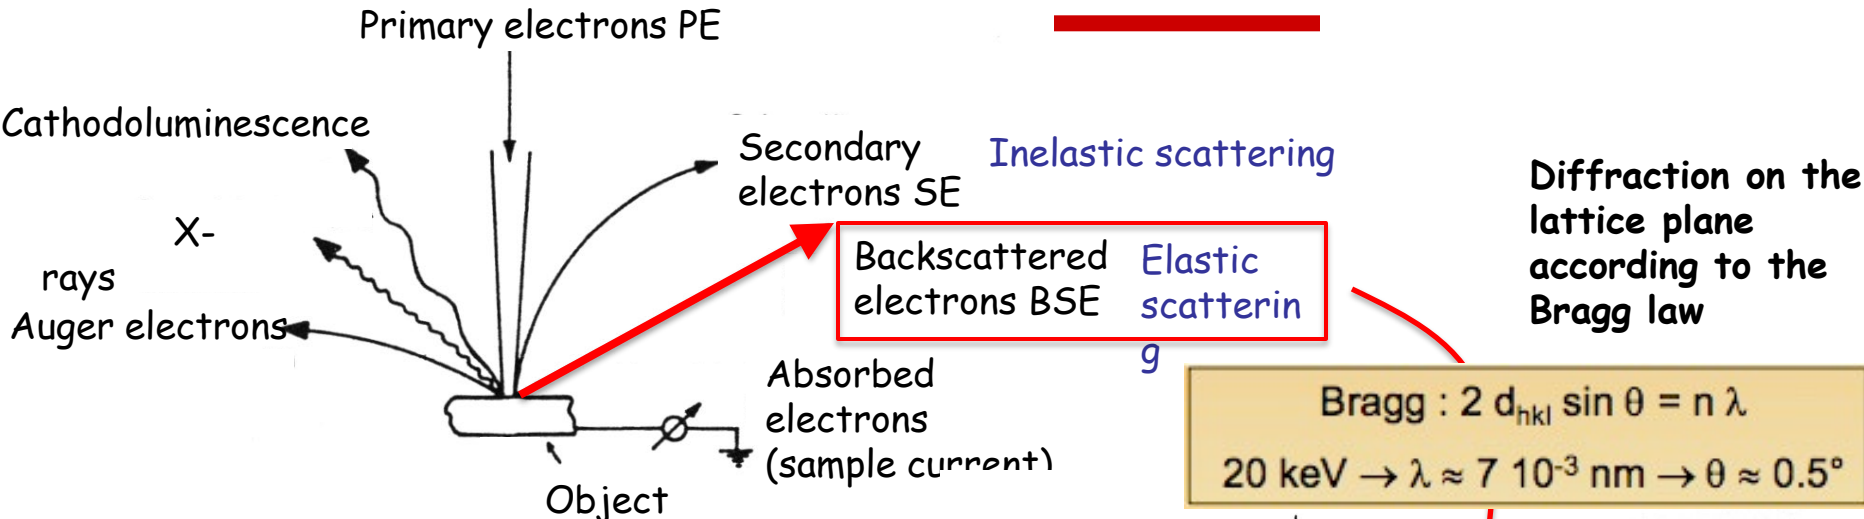 Primary electrons PE
Cathodoluminescence
Secondary
electrons SE
Inelastic scattering
Diffraction on the
lattice plane
according to the
Bragg law
X-
rays
Backscattered
electrons BSE
Elastic
scatterin
g
Auger electrons
Absorbed
electrons
(sample current)
Object
Bragg : 2 d_hkl sin θ = n λ
20 keV → λ ≈ 7 10⁻³ nm → θ ≈ 0.5°